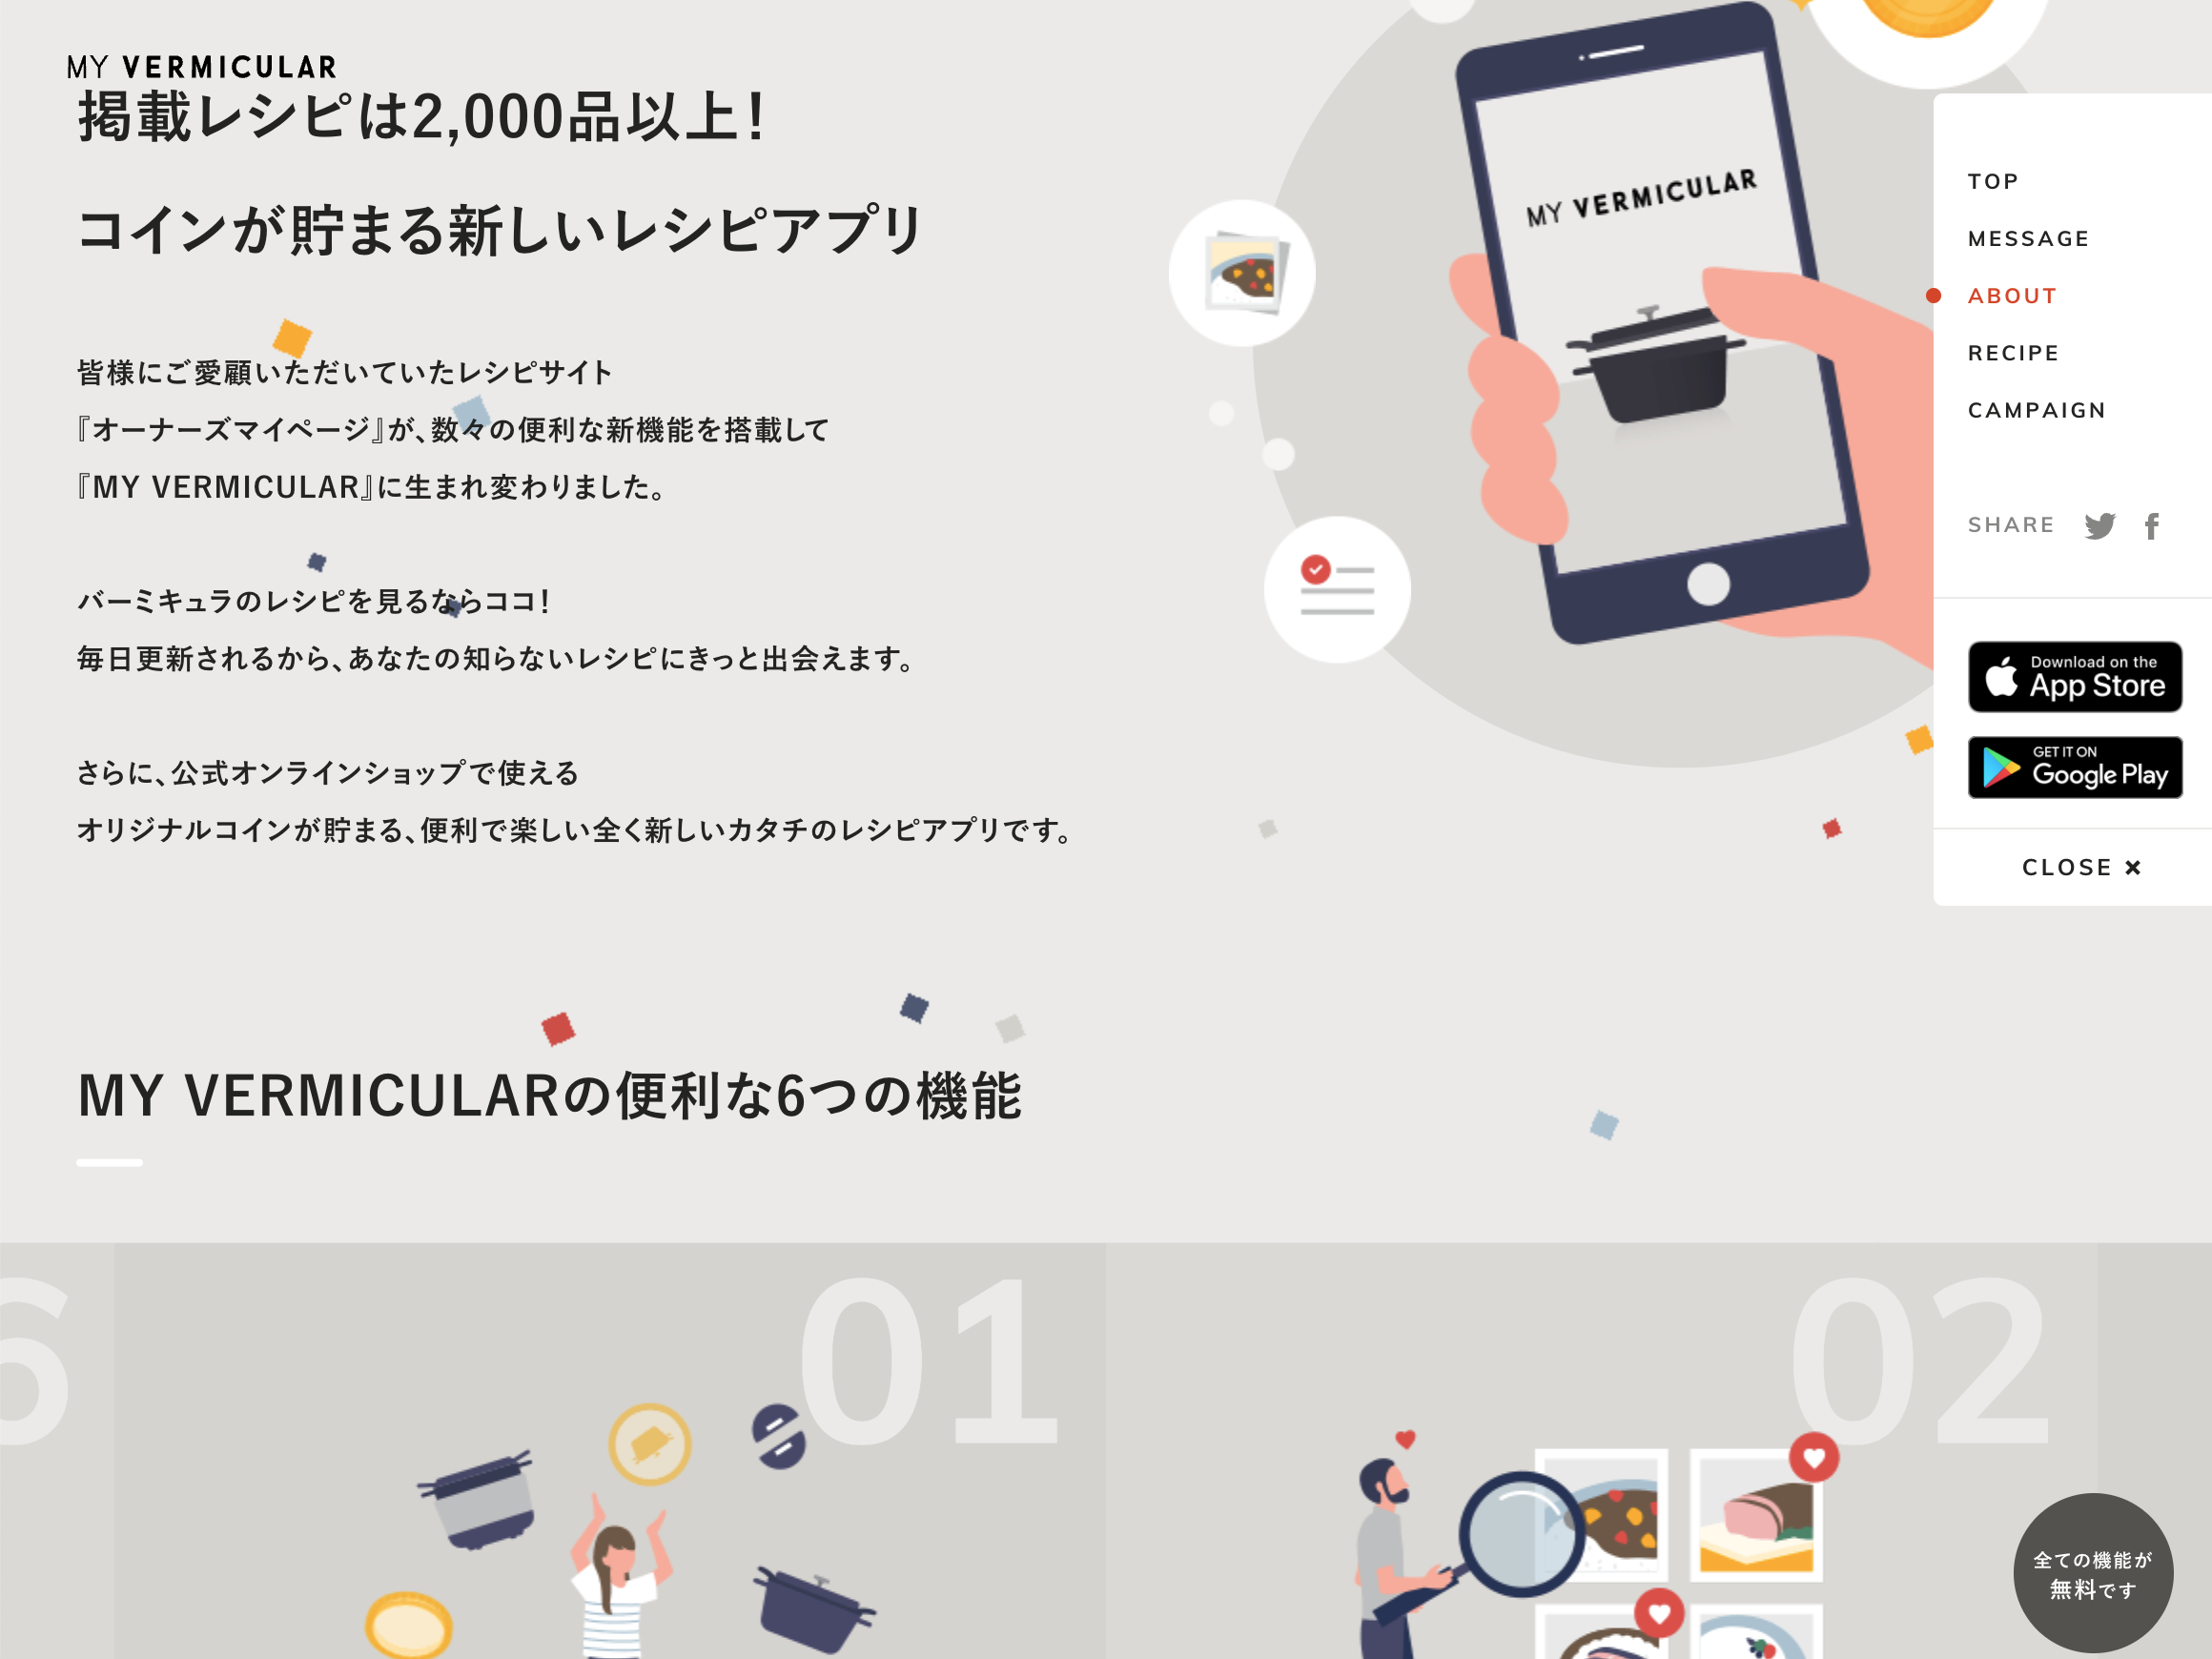 MY VERMICULAR
掲載レシピは2,000品以上！
コインが貯まる新しいレシピアプリ
皆様にご愛顧いただいていたレシピサイト
『オーナーズマイページ』が、数々の便利な新機能を搭載して
『MY VERMICULAR』に生まれ変わりました。
バーミキュラのレシピを見るならココ！
毎日更新されるから、あなたの知らないレシピにきっと出会えます。
さらに、公式オンラインショップで使える
オリジナルコインが貯まる、便利で楽しい全く新しいカタチのレシピアプリです。
MY VERMICULAR
TOP
MESSAGE
ABOUT
RECIPE
CAMPAIGN
SHARE
Download on the
App Store
GET IT ON
Google Play
CLOSE
MY VERMICULARの便利な6つの機能
6
01
02
全ての機能が
無料です